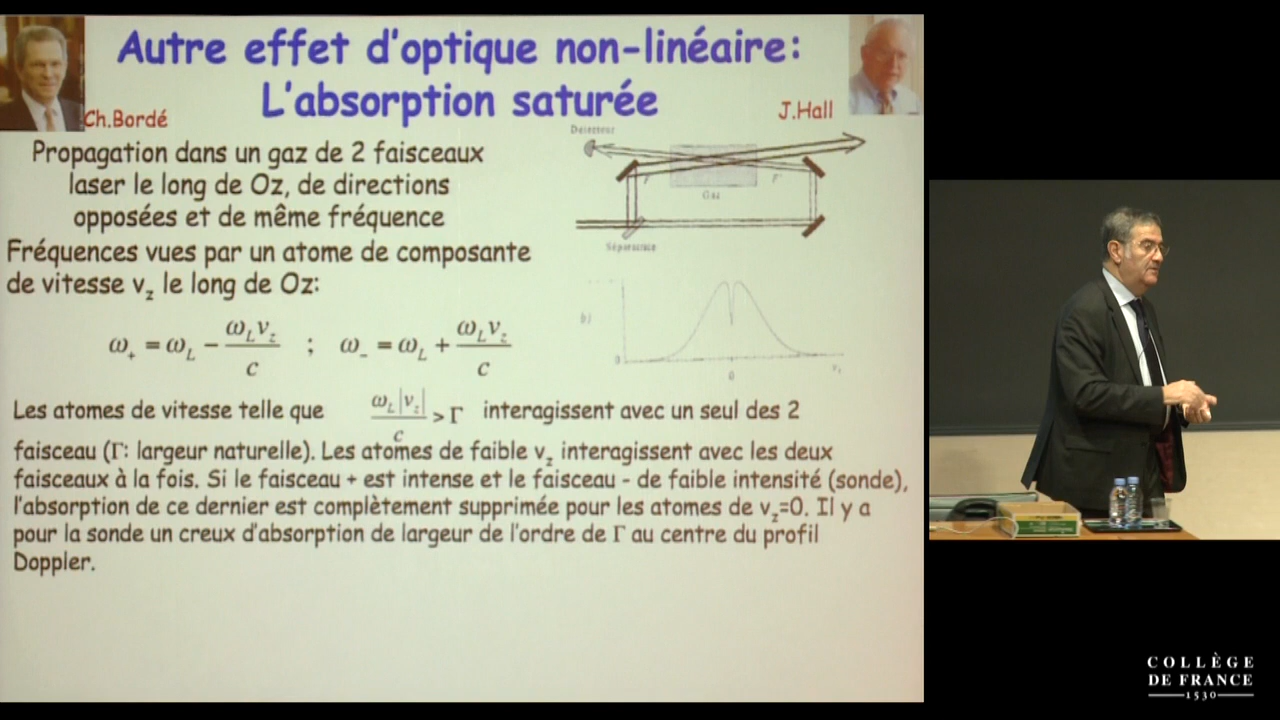 Autre effet d'optique non-linéaire:
L'absorption saturée
Ch.Bordé
J.Hall
Propagation dans un gaz de 2 faisceaux
laser le long de Oz, de directions
opposées et de même fréquence
Détecteur
Gaz
Séparatrice
Fréquences vues par un atome de composante
de vitesse v_z le long de Oz:
ω₊ = ω_L − ω_L v_z / c ; ω₋ = ω_L + ω_L v_z / c
b)
0
0
Les atomes de vitesse telle que ω_L |v_z| / c > Γ interagissent avec un seul des 2
faisceau (Γ: largeur naturelle). Les atomes de faible v_z interagissent avec les deux
faisceaux à la fois. Si le faisceau + est intense et le faisceau - de faible intensité (sonde),
l'absorption de ce dernier est complètement supprimée pour les atomes de v_z=0. Il y a
pour la sonde un creux d'absorption de largeur de l'ordre de Γ au centre du profil
Doppler.
COLLÈGE
DE FRANCE
1530